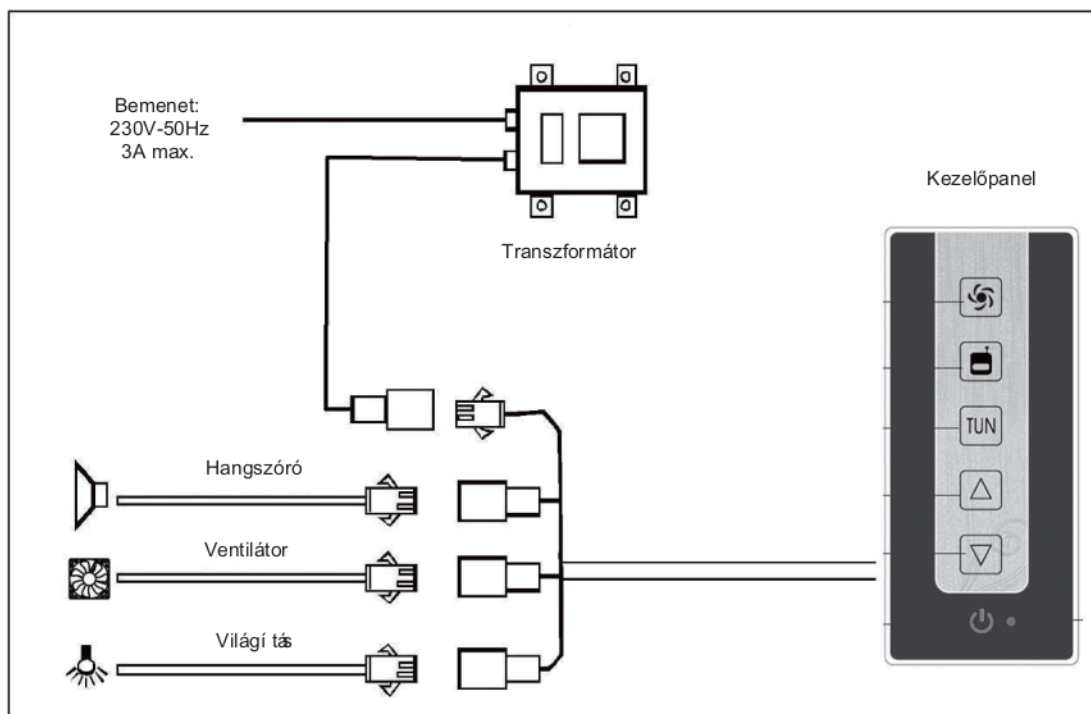 Bemenet:
230V-50Hz
3A max.
Transzformátor
Kezelőpanel
TUN
Hangszóró
Ventilátor
Világí tás